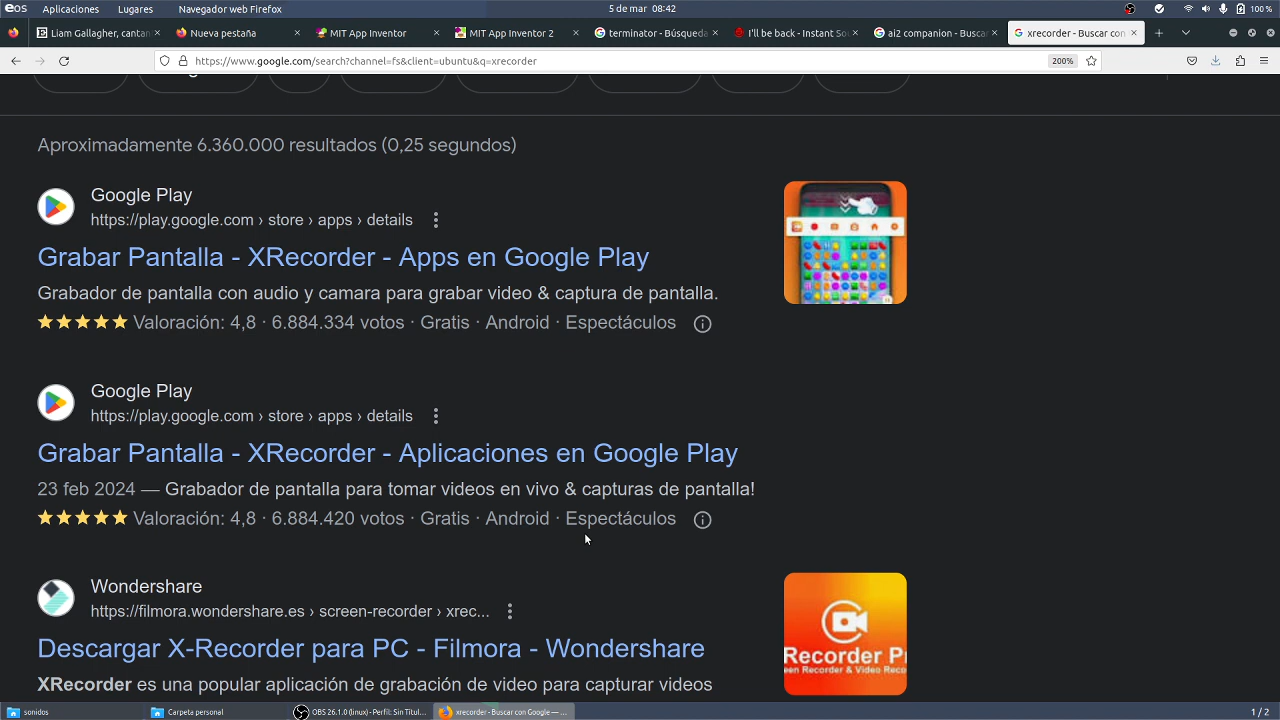 eos Aplicaciones Lugares Navegador web Firefox 5 de mar 08:42 100 %
Liam Gallagher, cantan Nueva pestaña MIT App Inventor MIT App Inventor 2 terminator - Búsqueda I'll be back - Instant So ai2 companion - Buscar xrecorder - Buscar con
https://www.google.com/search?channel=fs&client=ubuntu&q=xrecorder 200%
Aproximadamente 6.360.000 resultados (0,25 segundos)
Google Play
https://play.google.com › store › apps › details
Grabar Pantalla - XRecorder - Apps en Google Play
Grabador de pantalla con audio y camara para grabar video & captura de pantalla.
Valoración: 4,8 · 6.884.334 votos · Gratis · Android · Espectáculos
Google Play
https://play.google.com › store › apps › details
Grabar Pantalla - XRecorder - Aplicaciones en Google Play
23 feb 2024 — Grabador de pantalla para tomar videos en vivo & capturas de pantalla!
Valoración: 4,8 · 6.884.420 votos · Gratis · Android · Espectáculos
Wondershare
https://filmora.wondershare.es › screen-recorder › xrec...
Descargar X-Recorder para PC - Filmora - Wondershare
Recorder Pr
een Recorder & Video Reco
XRecorder es una popular aplicación de grabación de video para capturar videos
sonidos Carpeta personal OBS 26.1.0 (linux) - Perfil: Sin Títul... xrecorder - Buscar con Google — ... 1 / 2